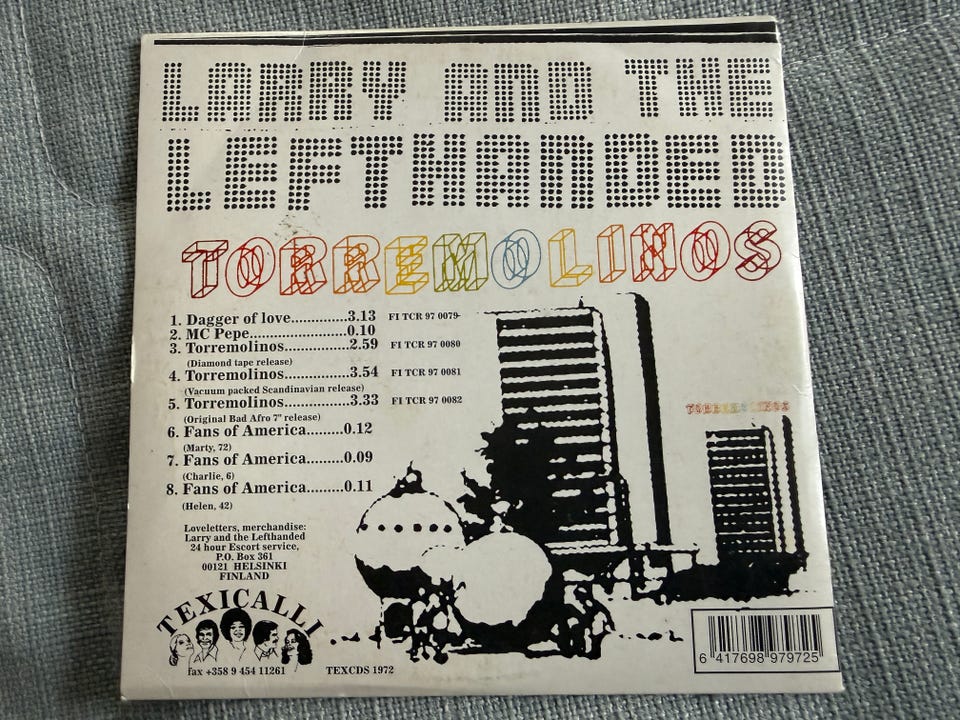 LARRY AND THE
LEFTHANDED
TORREMOLINOS
1. Dagger of love.............3.13 FI TCR 97 0079-
2. MC Pepe.......................0.10
3. Torremolinos...............2.59 FI TCR 97 0080
(Diamond tape release)
4. Torremolinos...............3.54 FI TCR 97 0081
(Vacuum packed Scandinavian release)
5. Torremolinos...............3.33 FI TCR 97 0082
(Original Bad Afro 7" release)
6. Fans of America.........0.12
(Marty, 72)
7. Fans of America.........0.09
(Charlie, 6)
8. Fans of America.........0.11
(Helen, 42)
TORREMOLINOS
Loveletters, merchandise:
Larry and the Lefthanded
24 hour Escort service,
P.O. Box 361
00121 HELSINKI
FINLAND
TEXICALLI
fax +358 9 454 11261
TEXCDS 1972
6 417698 979725